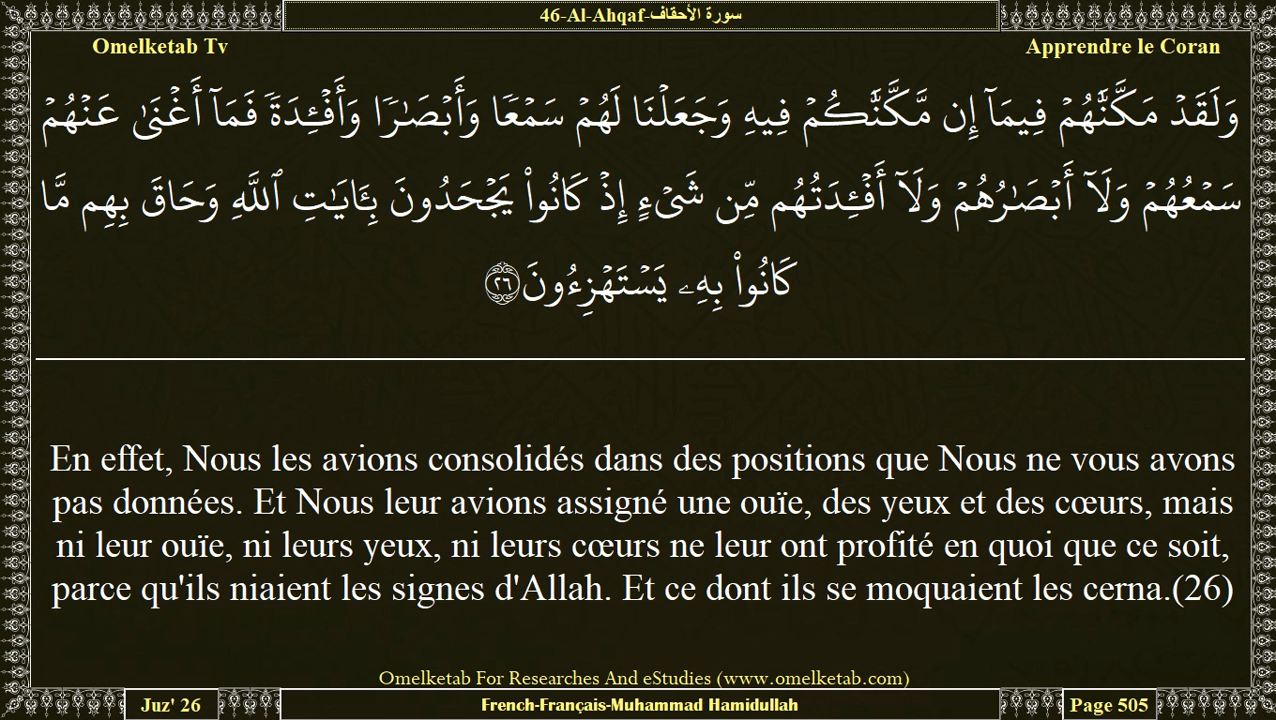 46-Al-Ahqaf-سورة الأحقاف
Omelketab Tv
Apprendre le Coran
وَلَقَدۡ مَكَّنَّٰهُمۡ فِيمَآ إِن مَّكَّنَّٰكُمۡ فِيهِ وَجَعَلۡنَا لَهُمۡ سَمۡعٗا وَأَبۡصَٰرٗا وَأَفۡـِٔدَةٗ فَمَآ أَغۡنَىٰ عَنۡهُمۡ
سَمۡعُهُمۡ وَلَآ أَبۡصَٰرُهُمۡ وَلَآ أَفۡـِٔدَتُهُم مِّن شَيۡءٍ إِذۡ كَانُواْ يَجۡحَدُونَ بِـَٔايَٰتِ ٱللَّهِ وَحَاقَ بِهِم مَّا
كَانُواْ بِهِۦ يَسۡتَهۡزِءُونَ ٢٦
En effet, Nous les avions consolidés dans des positions que Nous ne vous avons
pas données. Et Nous leur avions assigné une ouïe, des yeux et des cœurs, mais
ni leur ouïe, ni leurs yeux, ni leurs cœurs ne leur ont profité en quoi que ce soit,
parce qu'ils niaient les signes d'Allah. Et ce dont ils se moquaient les cerna.(26)
Omelketab For Researches And eStudies (www.omelketab.com)
Juz' 26
French-Français-Muhammad Hamidullah
Page 505